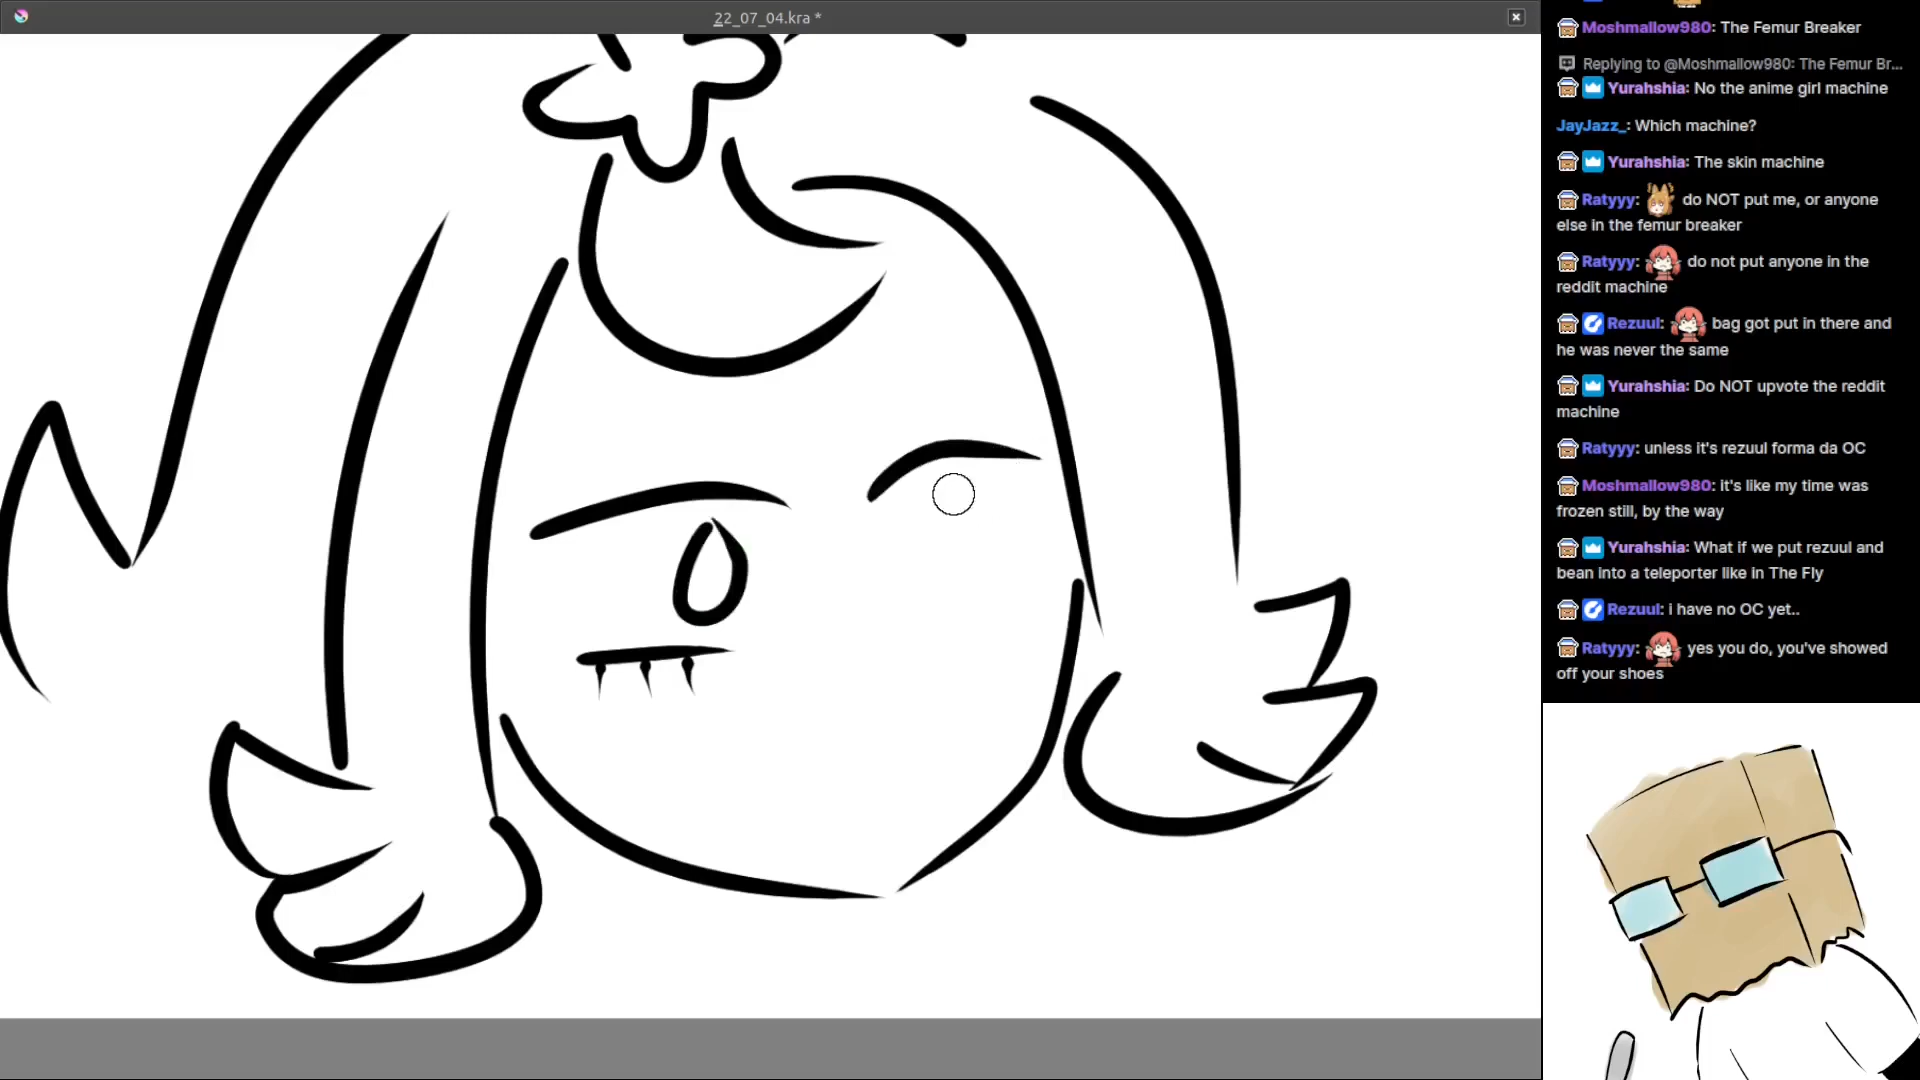 22_07_04.kra *
Moshmallow980: The Femur Breaker
Replying to @Moshmallow980: The Femur Br...
Yurahshia: No the anime girl machine
JayJazz_: Which machine?
Yurahshia: The skin machine
Ratyyy: do NOT put me, or anyone
else in the femur breaker
Ratyyy: do not put anyone in the
reddit machine
Rezuul: bag got put in there and
he was never the same
Yurahshia: Do NOT upvote the reddit
machine
Ratyyy: unless it's rezuul forma da OC
Moshmallow980: it's like my time was
frozen still, by the way
Yurahshia: What if we put rezuul and
bean into a teleporter like in The Fly
Rezuul: i have no OC yet..
Ratyyy: yes you do, you've showed
off your shoes